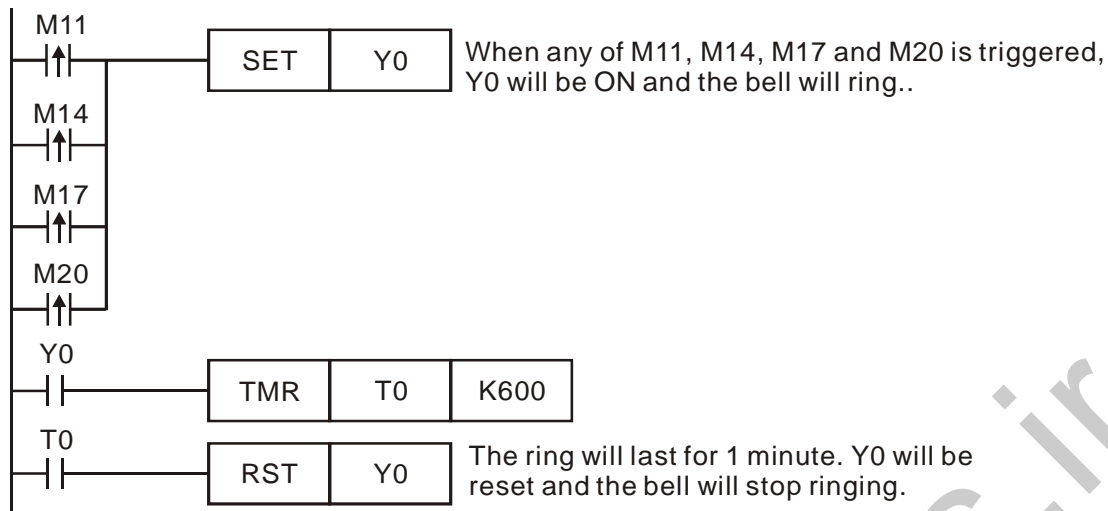 M11
SET Y0
When any of M11, M14, M17 and M20 is triggered,
Y0 will be ON and the bell will ring..
M14
M17
M20
Y0
TMR T0 K600
T0
RST Y0
The ring will last for 1 minute. Y0 will be
reset and the bell will stop ringing.
.ir